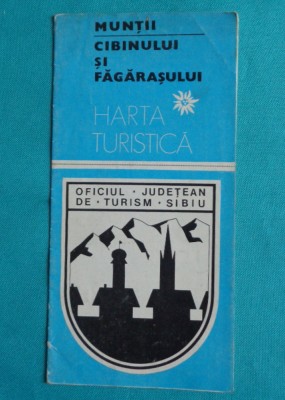 MUNȚII
CIBINULUI
ȘI
FĂGĂRAȘULUI
HARTA
TURISTICĂ
OFICIUL · JUDEȚEAN
· DE · TURISM · SIBIU ·